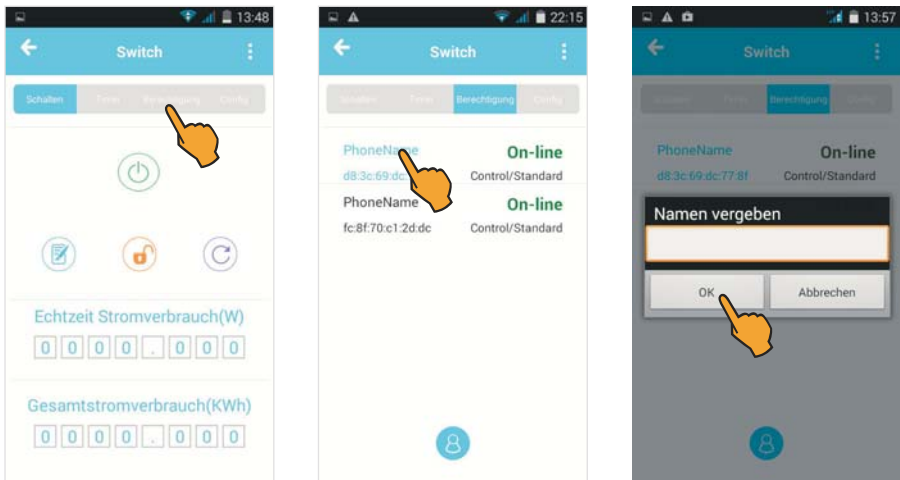 13:48
Switch
Schalten Timer Berechtigung Config
Echtzeit Stromverbrauch(W)
0 0 0 0 . 0 0 0
Gesamtstromverbrauch(KWh)
0 0 0 0 . 0 0 0
22:15
Switch
Schalten Timer Berechtigung Config
PhoneName On-line
d8:3c:69:dc Control/Standard
PhoneName On-line
fc:8f:70:c1:2d:dc Control/Standard
13:57
Switch
Schalten Timer Berechtigung Config
PhoneName On-line
d8:3c:69:dc:77:8f Control/Standard
Namen vergeben
OK Abbrechen